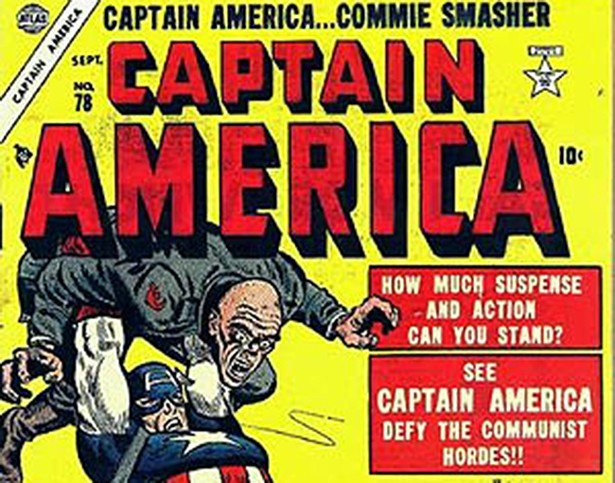 CAPTAIN AMERICA...COMMIE SMASHER
ATLAS
CAPTAIN AMERICA
SEPT.
NO.
78
CAPTAIN
AMERICA
10¢
HOW MUCH SUSPENSE
AND ACTION
CAN YOU STAND?
SEE
CAPTAIN AMERICA
DEFY THE COMMUNIST
HORDES!!